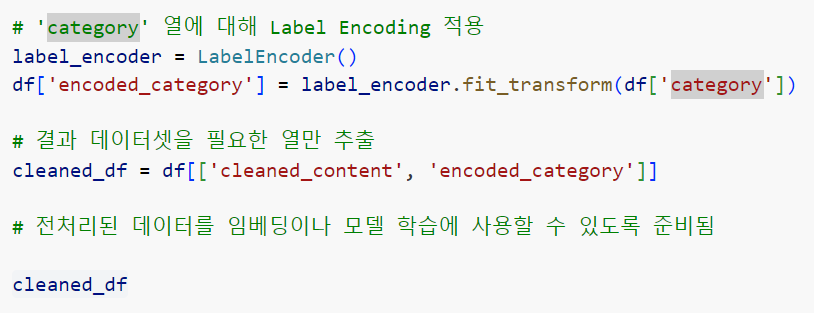 # 'category' 열에 대해 Label Encoding 적용
label_encoder = LabelEncoder()
df['encoded_category'] = label_encoder.fit_transform(df['category'])
# 결과 데이터셋을 필요한 열만 추출
cleaned_df = df[['cleaned_content', 'encoded_category']]
# 전처리된 데이터를 임베딩이나 모델 학습에 사용할 수 있도록 준비됨
cleaned_df